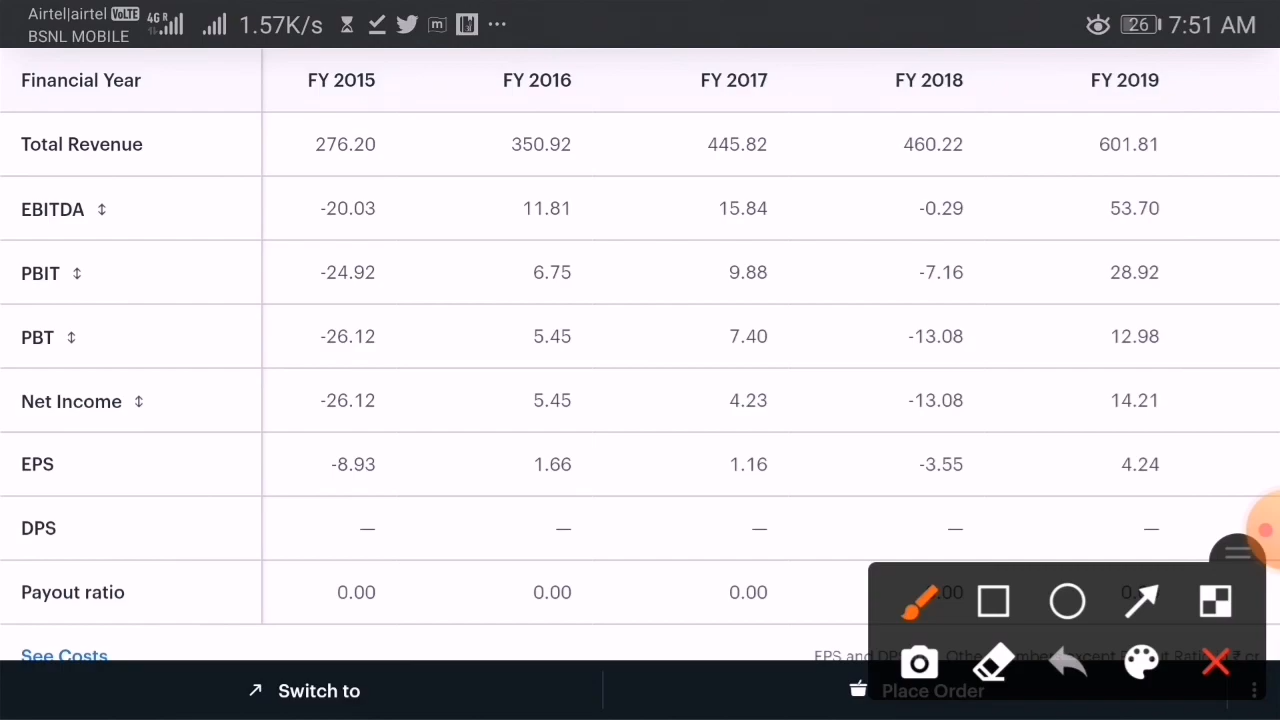 Airtel|airtel VoLTE 4G R 1.57K/s m ... 26 7:51 AM
BSNL MOBILE
Financial Year FY 2015 FY 2016 FY 2017 FY 2018 FY 2019
Total Revenue 276.20 350.92 445.82 460.22 601.81
EBITDA -20.03 11.81 15.84 -0.29 53.70
PBIT -24.92 6.75 9.88 -7.16 28.92
PBT -26.12 5.45 7.40 -13.08 12.98
Net Income -26.12 5.45 4.23 -13.08 14.21
EPS -8.93 1.66 1.16 -3.55 4.24
DPS — — — — —
Payout ratio 0.00 0.00 0.00
See Costs EPS and
Switch to Place Order